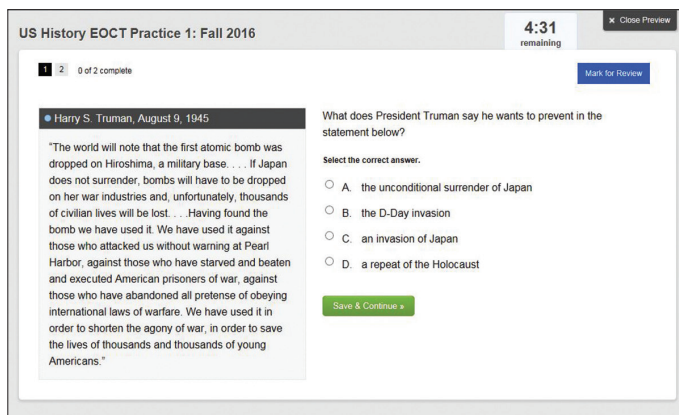 × Close Preview
US History EOCT Practice 1: Fall 2016
4:31
remaining
1 2 0 of 2 complete
Mark for Review
Harry S. Truman, August 9, 1945
"The world will note that the first atomic bomb was
dropped on Hiroshima, a military base. . . . If Japan
does not surrender, bombs will have to be dropped
on her war industries and, unfortunately, thousands
of civilian lives will be lost. . . .Having found the
bomb we have used it. We have used it against
those who attacked us without warning at Pearl
Harbor, against those who have starved and beaten
and executed American prisoners of war, against
those who have abandoned all pretense of obeying
international laws of warfare. We have used it in
order to shorten the agony of war, in order to save
the lives of thousands and thousands of young
Americans."
What does President Truman say he wants to prevent in the
statement below?
Select the correct answer.
A. the unconditional surrender of Japan
B. the D-Day invasion
C. an invasion of Japan
D. a repeat of the Holocaust
Save & Continue »